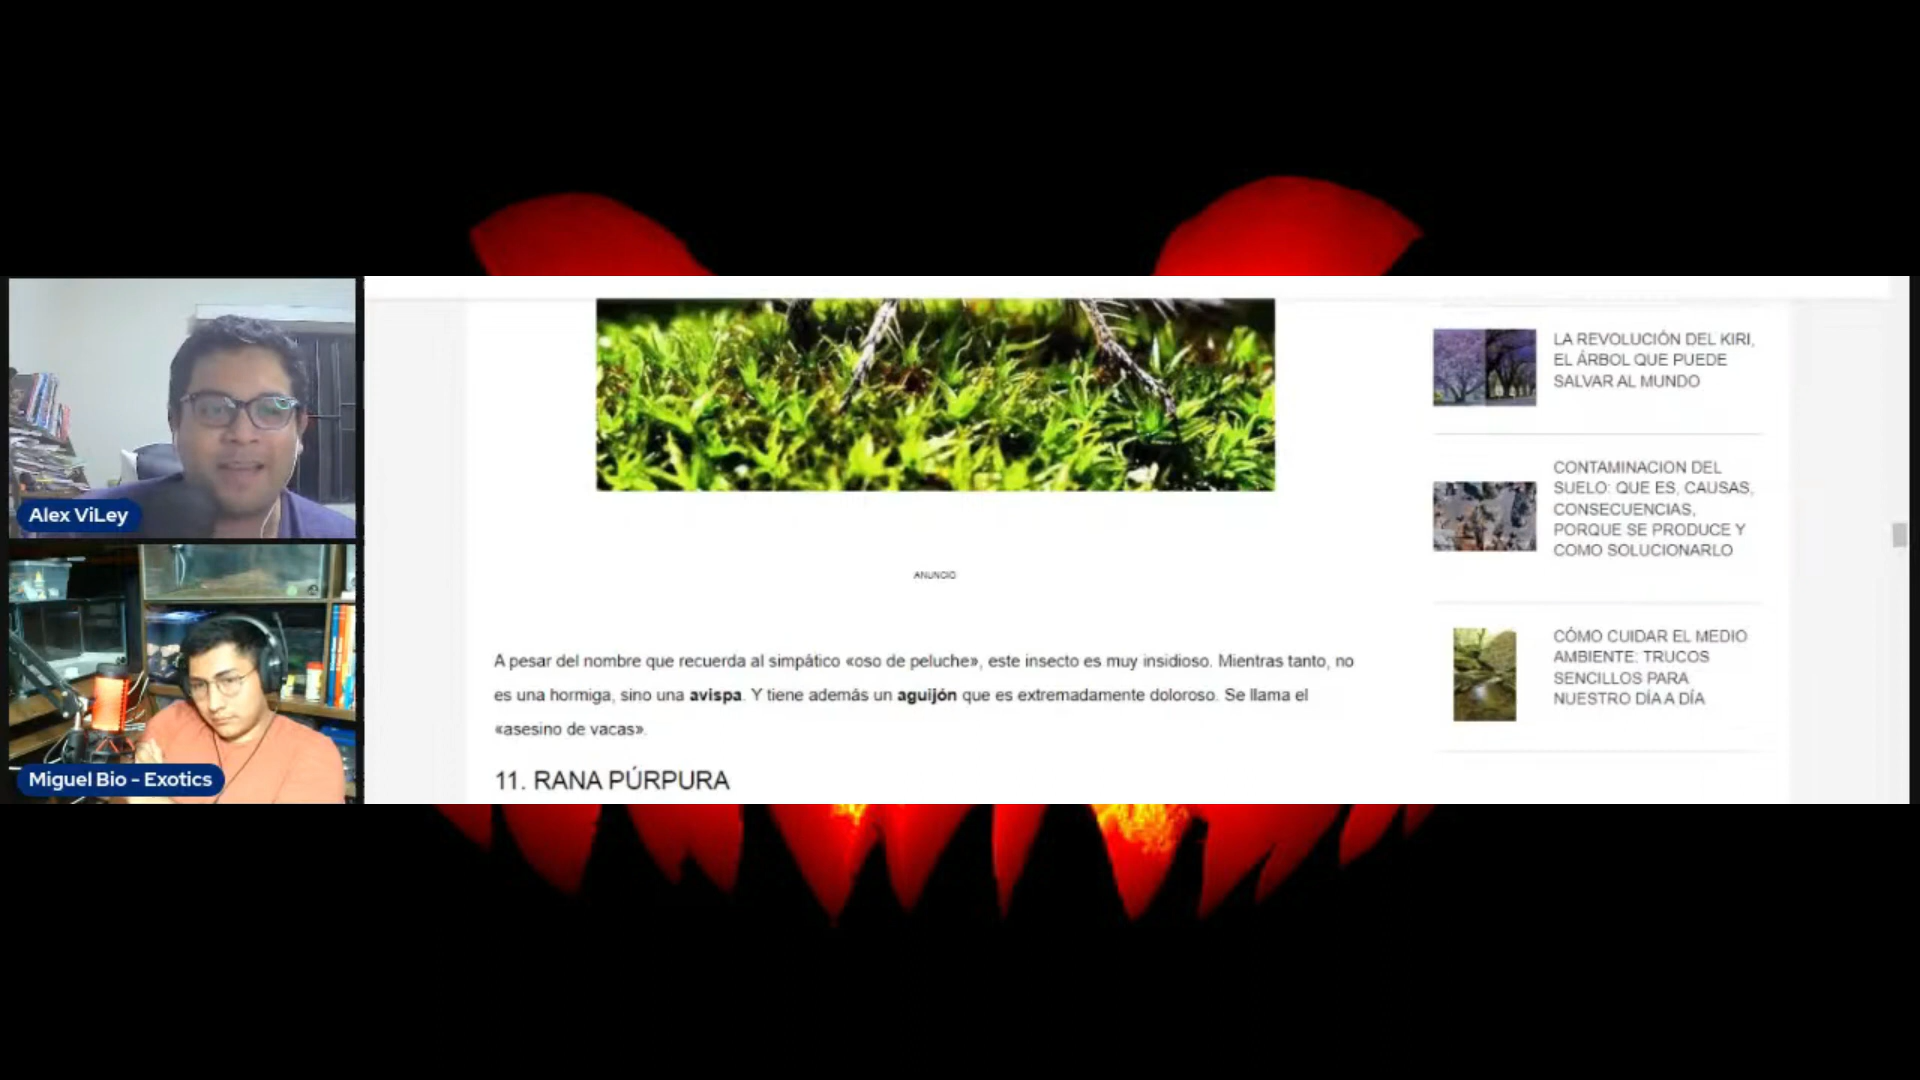 Alex ViLey
Miguel Bio - Exotics
ANUNCIO
A pesar del nombre que recuerda al simpático «oso de peluche», este insecto es muy insidioso. Mientras tanto, no
es una hormiga, sino una avispa. Y tiene además un aguijón que es extremadamente doloroso. Se llama el
«asesino de vacas».
11. RANA PÚRPURA
LA REVOLUCIÓN DEL KIRI,
EL ÁRBOL QUE PUEDE
SALVAR AL MUNDO
CONTAMINACION DEL
SUELO: QUE ES, CAUSAS,
CONSECUENCIAS,
PORQUE SE PRODUCE Y
COMO SOLUCIONARLO
CÓMO CUIDAR EL MEDIO
AMBIENTE: TRUCOS
SENCILLOS PARA
NUESTRO DÍA A DÍA